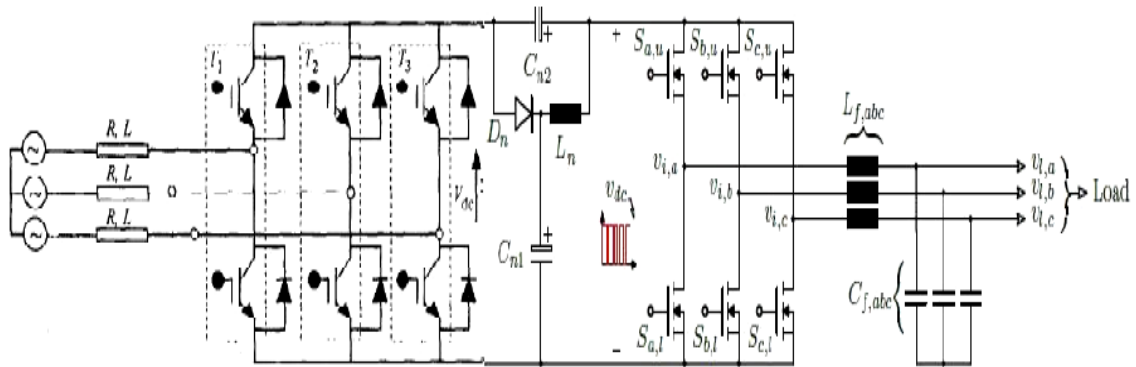 T1
T2
T3
R, L
R, L
R, L
Vdc
Cn2
Dn
Ln
Cn1
+
+
+
−
vdc
Sa,u
Sb,u
Sc,u
vi,a
vi,b
vi,c
Sa,l
Sb,l
Sc,l
Lf,abc
Cf,abc
vl,a
vl,b
vl,c
Load